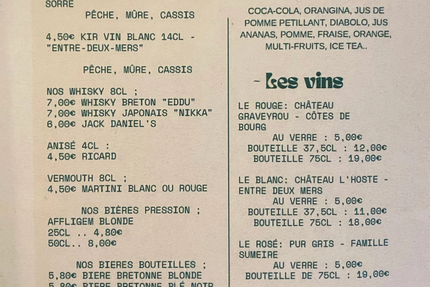 SORRE
PÊCHE, MÛRE, CASSIS
4,50€ KIR VIN BLANC 14CL -
"ENTRE-DEUX-MERS"
PÊCHE, MÛRE, CASSIS
NOS WHISKY 8CL ;
7,00€ WHISKY BRETON "EDDU"
7,00€ WHISKY JAPONAIS "NIKKA"
6,00€ JACK DANIEL'S
ANISÉ 4CL :
4,50€ RICARD
VERMOUTH 8CL ;
4,50€ MARTINI BLANC OU ROUGE
NOS BIÈRES PRESSION ;
AFFLIGEM BLONDE
25CL .. 4,80€
50CL.. 8,00€
NOS BIERES BOUTEILLES ;
5,80€ BIERE BRETONNE BLONDE
5,80€ BIERE BRETONNE BLÉ NOIR
COCA-COLA, ORANGINA, JUS DE
POMME PETILLANT, DIABOLO, JUS
ANANAS, POMME, FRAISE, ORANGE,
MULTI-FRUITS, ICE TEA..
- Les vins
LE ROUGE: CHÂTEAU
GRAVEYROU - CÔTES DE
BOURG
AU VERRE : 5,00€
BOUTEILLE 37,5CL : 12,00€
BOUTEILLE 75CL : 19,00€
LE BLANC: CHÂTEAU L'HOSTE -
ENTRE DEUX MERS
AU VERRE : 5,00€
BOUTEILLE 37,5CL : 11,00€
BOUTEILLE 75CL : 18,00€
LE ROSÉ: PUR GRIS - FAMILLE
SUMEIRE
AU VERRE : 5,00€
BOUTEILLE DE 75CL : 19,00€